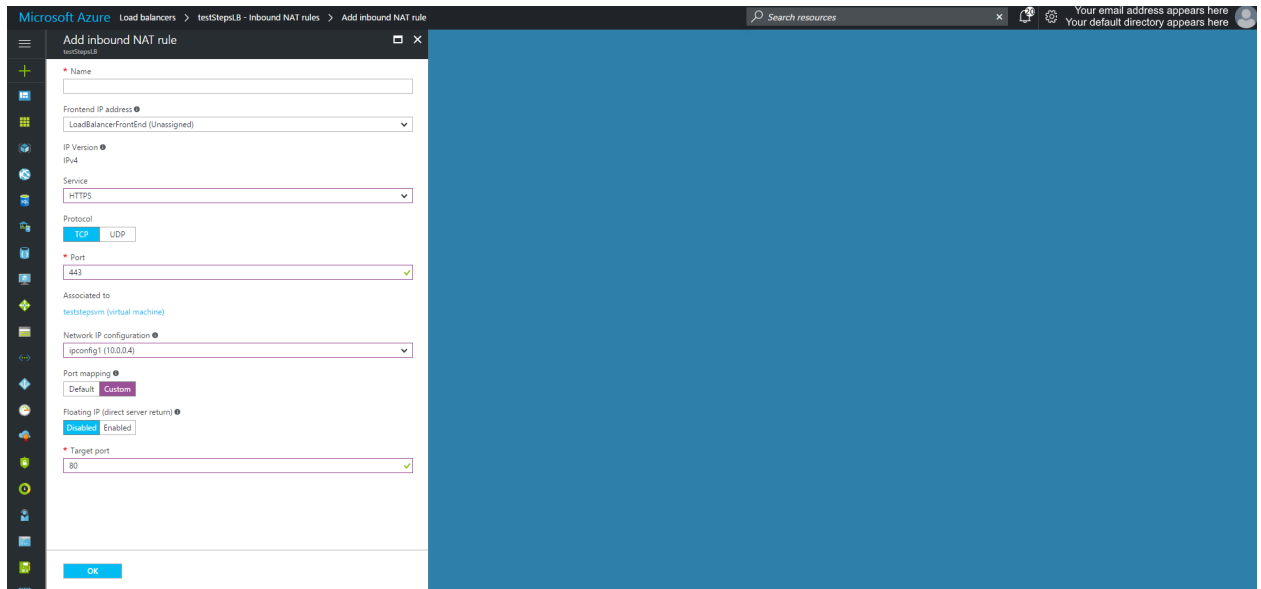 Microsoft Azure Load balancers > testStepsLB - Inbound NAT rules > Add inbound NAT rule
Search resources
20
Your email address appears here
Your default directory appears here
Add inbound NAT rule
testStepsLB
* Name
Frontend IP address
LoadBalancerFrontEnd (Unassigned)
IP Version
IPv4
Service
HTTPS
Protocol
TCP UDP
* Port
443
Associated to
teststepsvm (virtual machine)
Network IP configuration
ipconfig1 (10.0.0.4)
Port mapping
Default Custom
Floating IP (direct server return)
Disabled Enabled
* Target port
80
OK